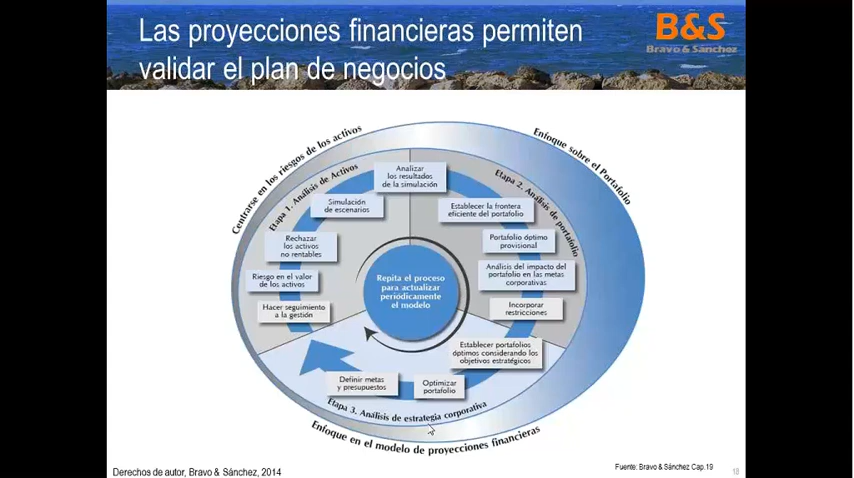 Las proyecciones financieras permiten
validar el plan de negocios
B&S
Bravo & Sánchez
Centrarse en los riesgos de los activos
Enfoque sobre el Portafolio
Etapa 1. Análisis de Activos
Etapa 2. Análisis de portafolio
Analizar
los resultados
de la simulación
Simulación
de escenarios
Rechazar
los activos
no rentables
Riesgo en el valor
de los activos
Hacer seguimiento
a la gestión
Establecer la frontera
eficiente del portafolio
Portafolio óptimo
provisional
Análisis del impacto del
portafolio en las metas
corporativas
Incorporar
restricciones
Repita el proceso
para actualizar
periódicamente
el modelo
Establecer portafolios
óptimos considerando los
objetivos estratégicos
Optimizar
portafolio
Definir metas
y presupuestos
Etapa 3. Análisis de estrategia corporativa
Enfoque en el modelo de proyecciones financieras
Derechos de autor, Bravo & Sánchez, 2014
Fuente: Bravo & Sánchez Cap.19
18